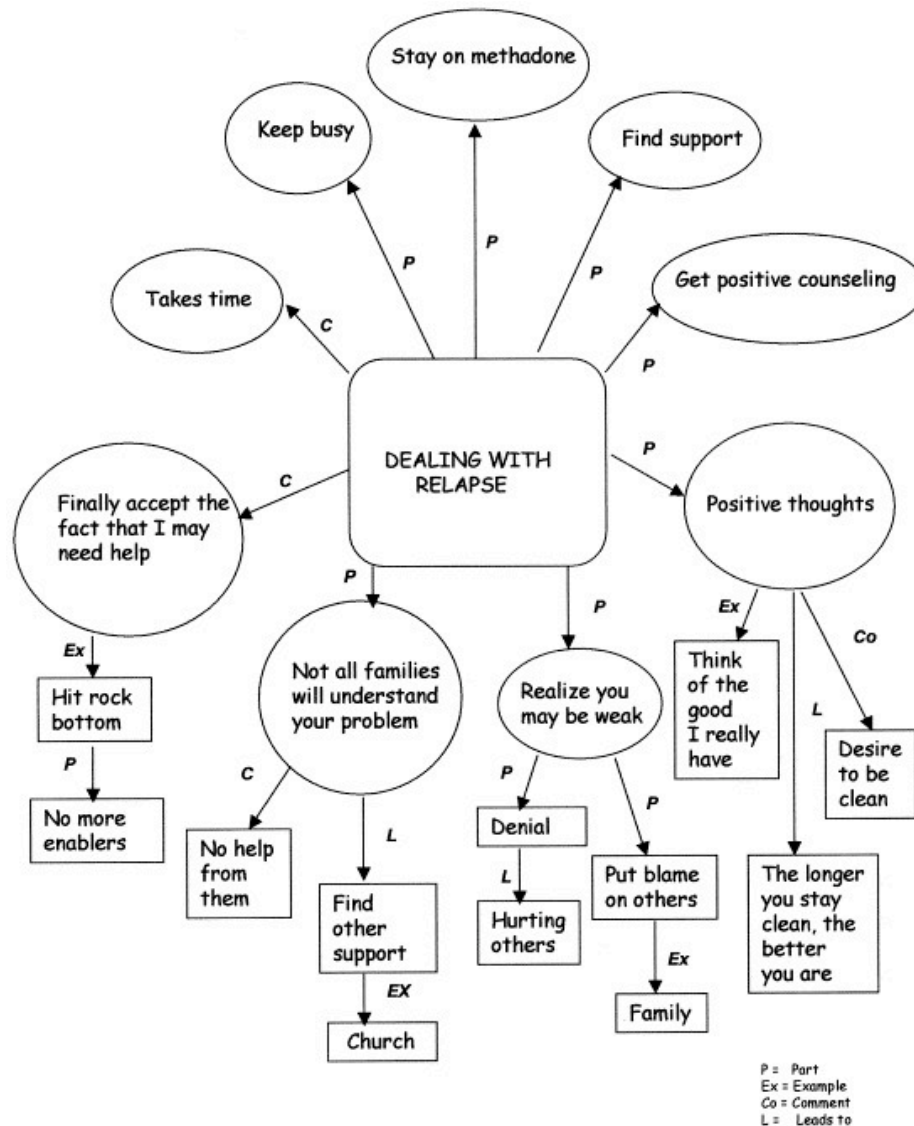 Stay on methadone
Keep busy
Find support
P
P
P
Takes time
C
Get positive counseling
P
DEALING WITH
RELAPSE
P
Positive thoughts
C
Finally accept the
fact that I may
need help
P
P
Ex
Hit rock
bottom
P
No more
enablers
Not all families
will understand
your problem
C
No help
from
them
L
Find
other
support
EX
Church
Realize you
may be weak
P
Denial
L
Hurting
others
P
Put blame
on others
Ex
Family
Ex
Think
of the
good
I really
have
L
The longer
you stay
clean, the
better
you are
Co
Desire
to be
clean
P = Part
Ex = Example
Co = Comment
L = Leads to